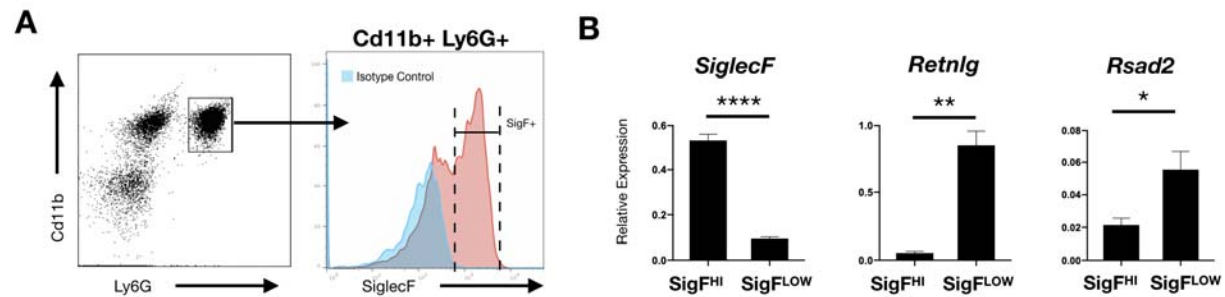 A
Cd11b+ Ly6G+
Isotype Control
SigF+
Cd11b
Ly6G
SiglecF
B
SiglecF
Retnlg
Rsad2
****
**
*
Relative Expression
0.6
0.4
0.2
0.0
1.0
0.5
0.0
0.08
0.06
0.04
0.02
0.00
SigFHI SigFLOW
SigFHI SigFLOW
SigFHI SigFLOW